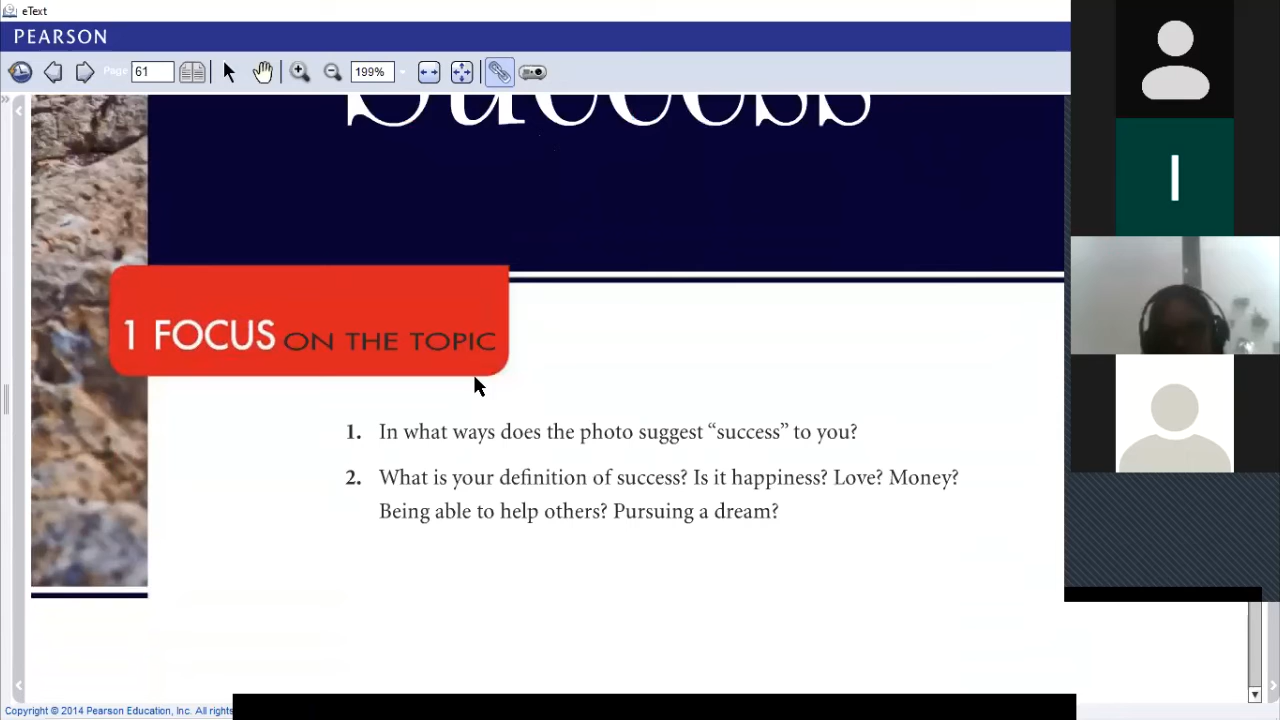 eText
PEARSON
Page 61
199%
Success
1 FOCUS ON THE TOPIC
1. In what ways does the photo suggest “success” to you?
2. What is your definition of success? Is it happiness? Love? Money?
Being able to help others? Pursuing a dream?
I
Copyright © 2014 Pearson Education, Inc. All rights